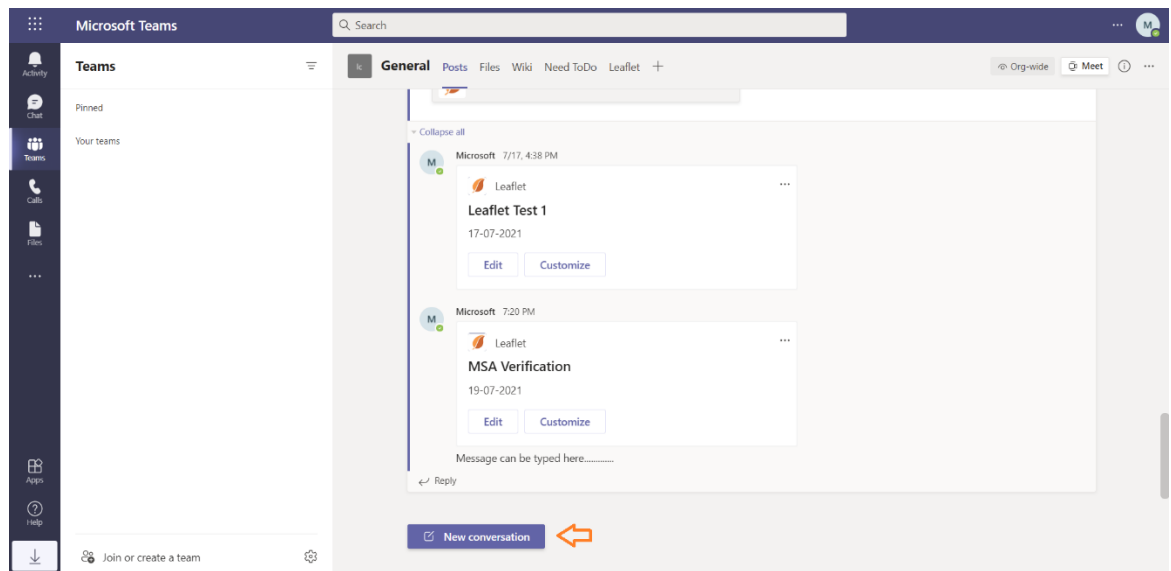 Microsoft Teams
Search
M
Activity
Chat
Teams
Calls
Files
Apps
Help
Teams
Pinned
Your teams
Join or create a team
General Posts Files Wiki Need ToDo Leaflet
Org-wide Meet
Collapse all
M Microsoft 7/17, 4:38 PM
Leaflet
Leaflet Test 1
17-07-2021
Edit Customize
M Microsoft 7:20 PM
Leaflet
MSA Verification
19-07-2021
Edit Customize
Message can be typed here.............
Reply
New conversation